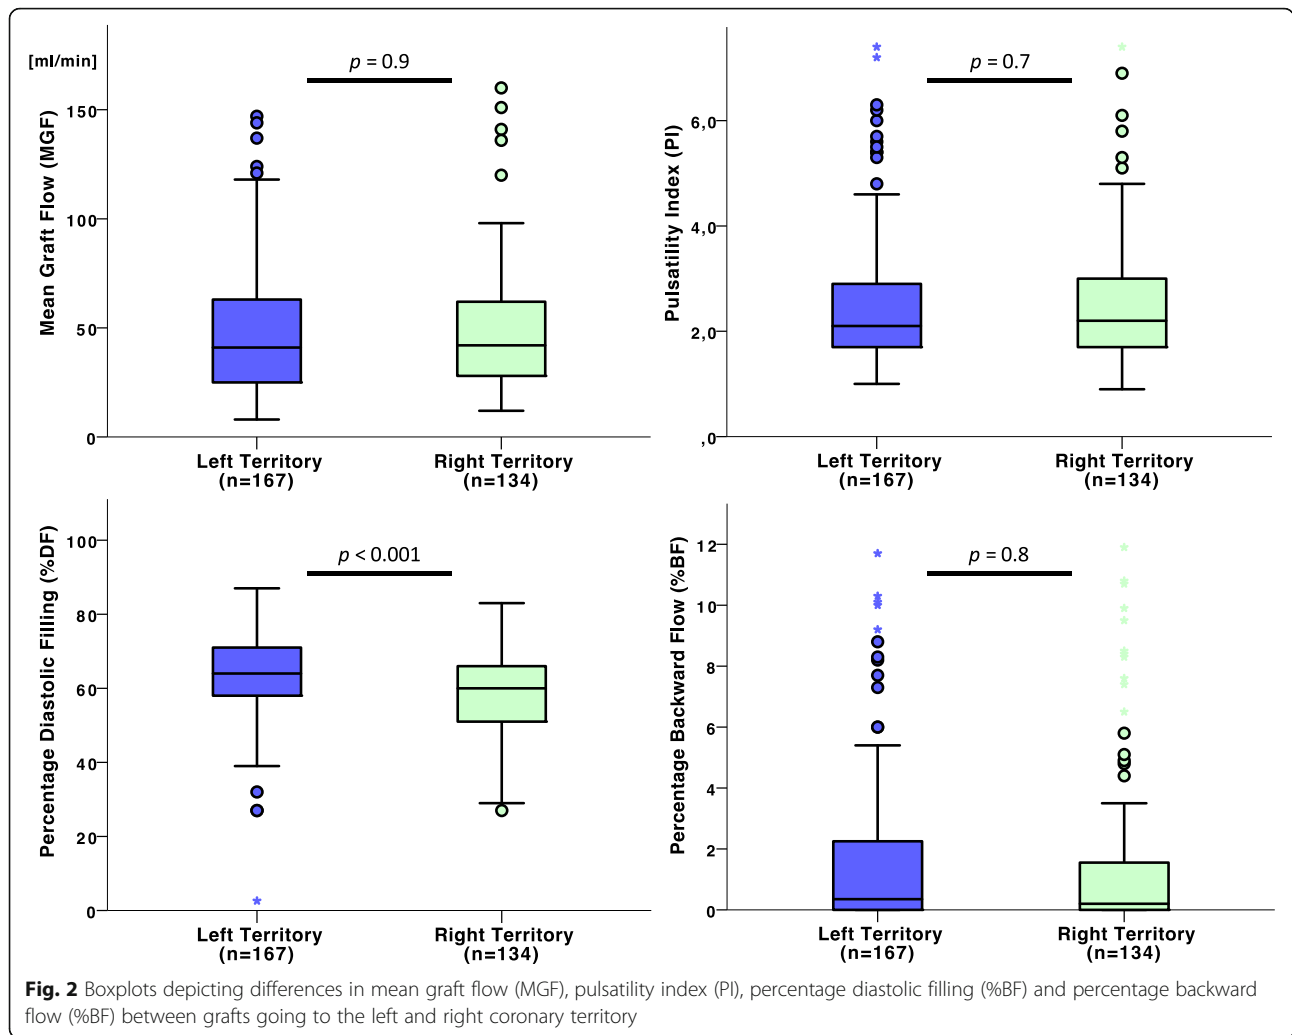 [ml/min]
p = 0.9
Mean Graft Flow (MGF)
150
100
50
0
Left Territory
(n=167)
Right Territory
(n=134)
p = 0.7
Pulsatility Index (PI)
6,0
4,0
2,0
,0
Left Territory
(n=167)
Right Territory
(n=134)
p < 0.001
Percentage Diastolic Filling (%DF)
100
80
60
40
20
0
Left Territory
(n=167)
Right Territory
(n=134)
p = 0.8
Percentage Backward Flow (%BF)
12
10
8
6
4
2
0
Left Territory
(n=167)
Right Territory
(n=134)
Fig. 2 Boxplots depicting differences in mean graft flow (MGF), pulsatility index (PI), percentage diastolic filling (%BF) and percentage backward
flow (%BF) between grafts going to the left and right coronary territory